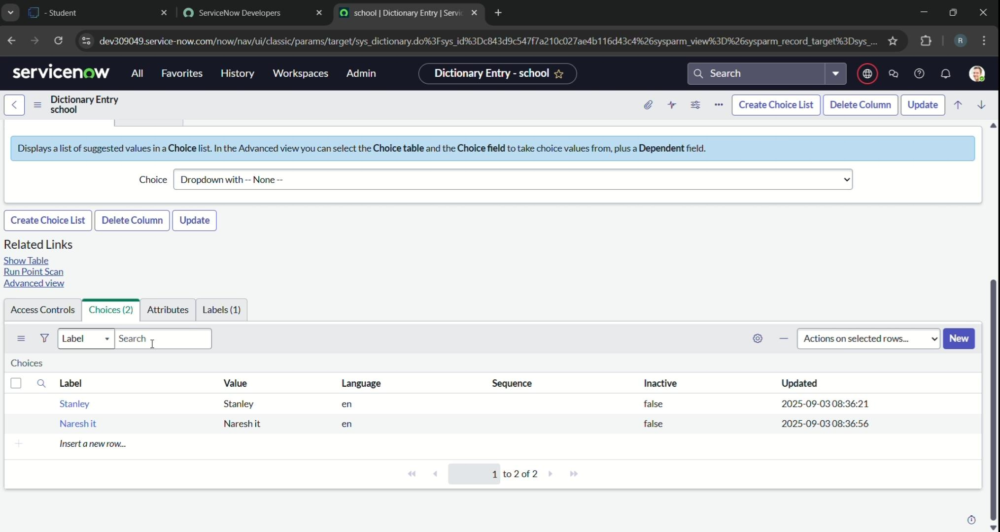 - Student
ServiceNow Developers
school | Dictionary Entry | Servic
dev309049.service-now.com/now/nav/ui/classic/params/target/sys_dictionary.do%3Fsys_id%3Dc843d9c547f7a210c027ae4b116d43c4%26sysparm_view%3D%26sysparm_record_target%3Dsys_...
R
servicenow
All
Favorites
History
Workspaces
Admin
Dictionary Entry - school
Search
Dictionary Entry
school
Create Choice List
Delete Column
Update
Displays a list of suggested values in a Choice list. In the Advanced view you can select the Choice table and the Choice field to take choice values from, plus a Dependent field.
Choice
Dropdown with -- None --
Create Choice List
Delete Column
Update
Related Links
Show Table
Run Point Scan
Advanced view
Access Controls
Choices (2)
Attributes
Labels (1)
Label
Search
Actions on selected rows...
New
Choices
Label Value Language Sequence Inactive Updated
Stanley Stanley en false 2025-09-03 08:36:21
Naresh it Naresh it en false 2025-09-03 08:36:56
Insert a new row...
1 to 2 of 2